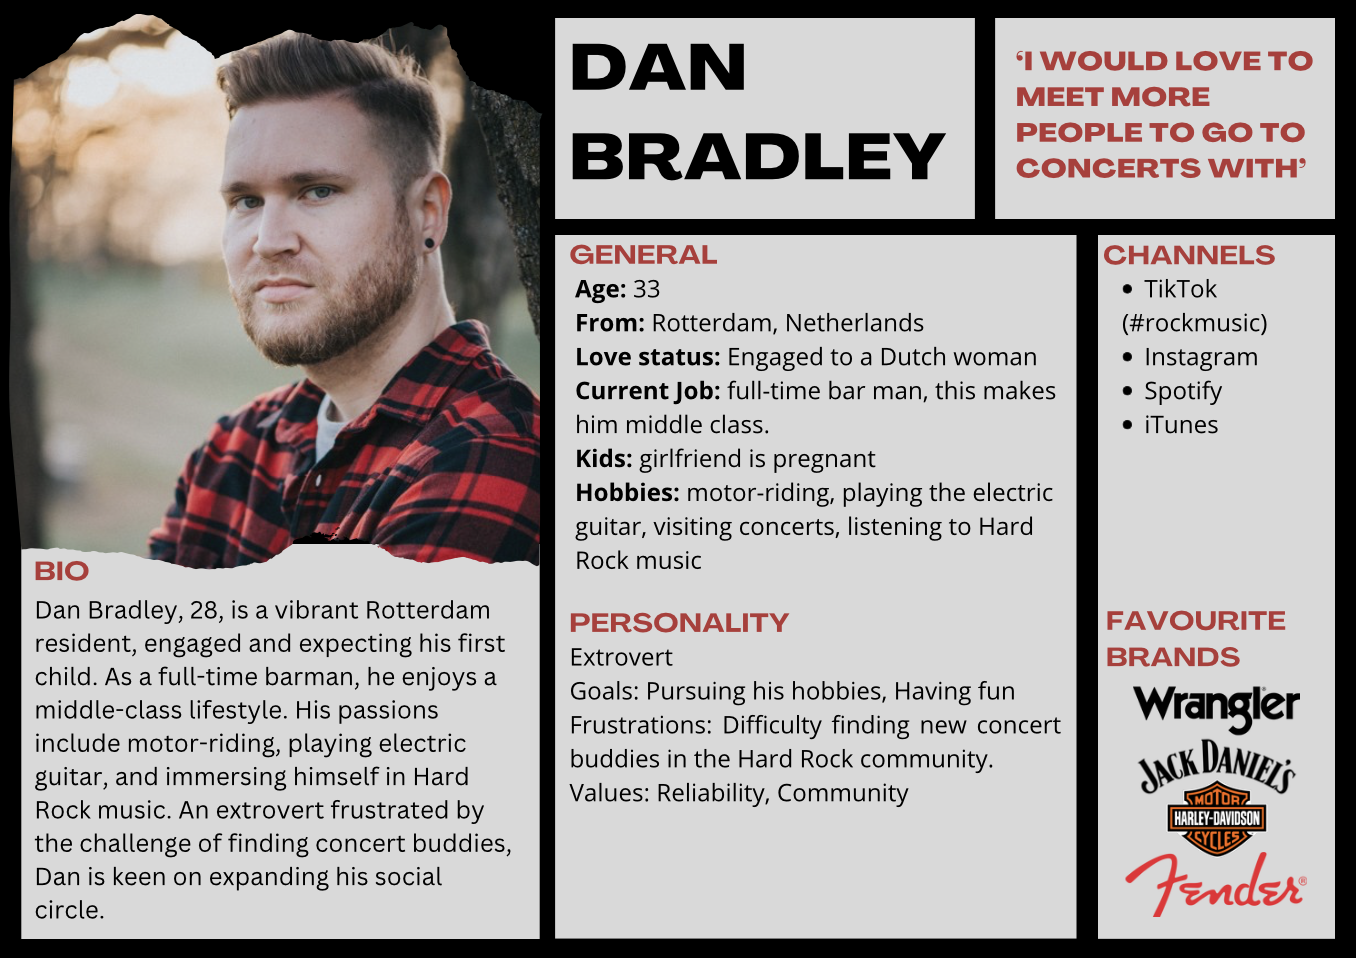 DAN
BRADLEY
‘I WOULD LOVE TO
MEET MORE
PEOPLE TO GO TO
CONCERTS WITH’
BIO
Dan Bradley, 28, is a vibrant Rotterdam
resident, engaged and expecting his first
child. As a full-time barman, he enjoys a
middle-class lifestyle. His passions
include motor-riding, playing electric
guitar, and immersing himself in Hard
Rock music. An extrovert frustrated by
the challenge of finding concert buddies,
Dan is keen on expanding his social
circle.
GENERAL
Age: 33
From: Rotterdam, Netherlands
Love status: Engaged to a Dutch woman
Current Job: full-time bar man, this makes
him middle class.
Kids: girlfriend is pregnant
Hobbies: motor-riding, playing the electric
guitar, visiting concerts, listening to Hard
Rock music
PERSONALITY
Extrovert
Goals: Pursuing his hobbies, Having fun
Frustrations: Difficulty finding new concert
buddies in the Hard Rock community.
Values: Reliability, Community
CHANNELS
• TikTok
(#rockmusic)
• Instagram
• Spotify
• iTunes
FAVOURITE
BRANDS
Wrangler
JACK DANIEL'S
MOTOR
HARLEY-DAVIDSON
CYCLES
Fender®